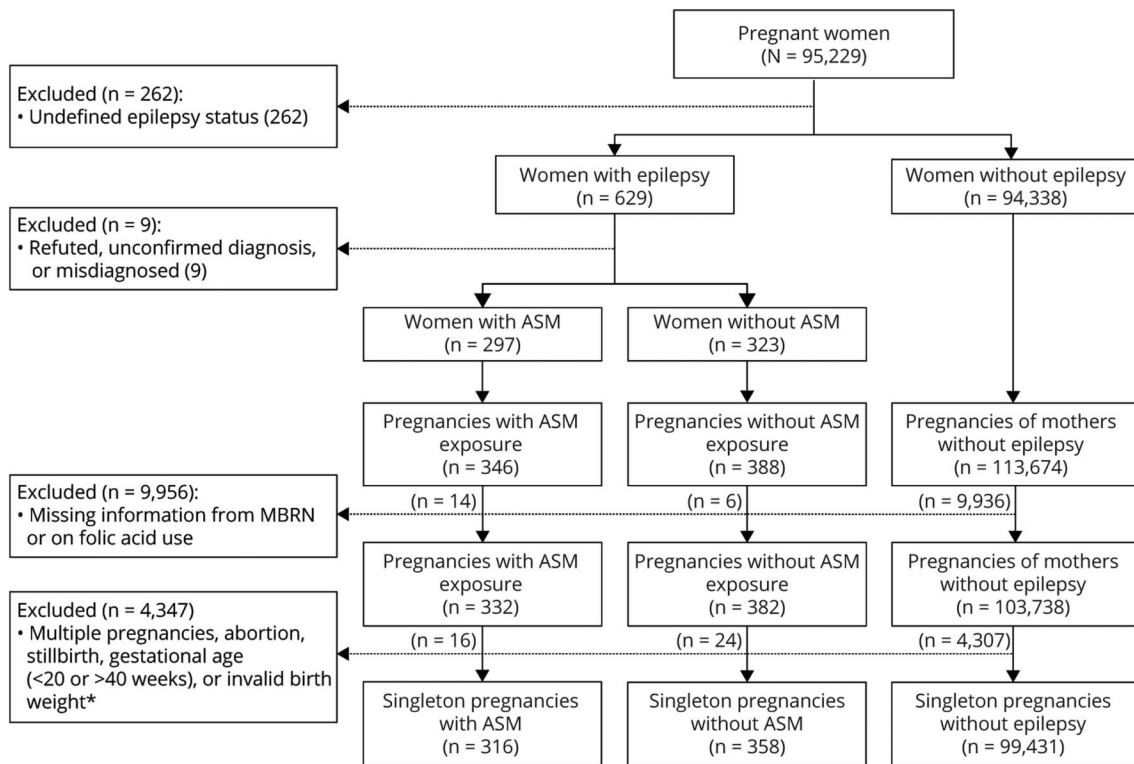 Pregnant women
(N = 95,229)
Excluded (n = 262):
• Undefined epilepsy status (262)
Women with epilepsy
(n = 629)
Women without epilepsy
(n = 94,338)
Excluded (n = 9):
• Refuted, unconfirmed diagnosis,
or misdiagnosed (9)
Women with ASM
(n = 297)
Women without ASM
(n = 323)
Pregnancies with ASM
exposure
(n = 346)
Pregnancies without ASM
exposure
(n = 388)
Pregnancies of mothers
without epilepsy
(n = 113,674)
Excluded (n = 9,956):
• Missing information from MBRN
or on folic acid use
(n = 14)
(n = 6)
(n = 9,936)
Pregnancies with ASM
exposure
(n = 332)
Pregnancies without ASM
exposure
(n = 382)
Pregnancies of mothers
without epilepsy
(n = 103,738)
Excluded (n = 4,347)
• Multiple pregnancies, abortion,
stillbirth, gestational age
(<20 or >40 weeks), or invalid birth
weight*
(n = 16)
(n = 24)
(n = 4,307)
Singleton pregnancies
with ASM
(n = 316)
Singleton pregnancies
without ASM
(n = 358)
Singleton pregnancies
without epilepsy
(n = 99,431)